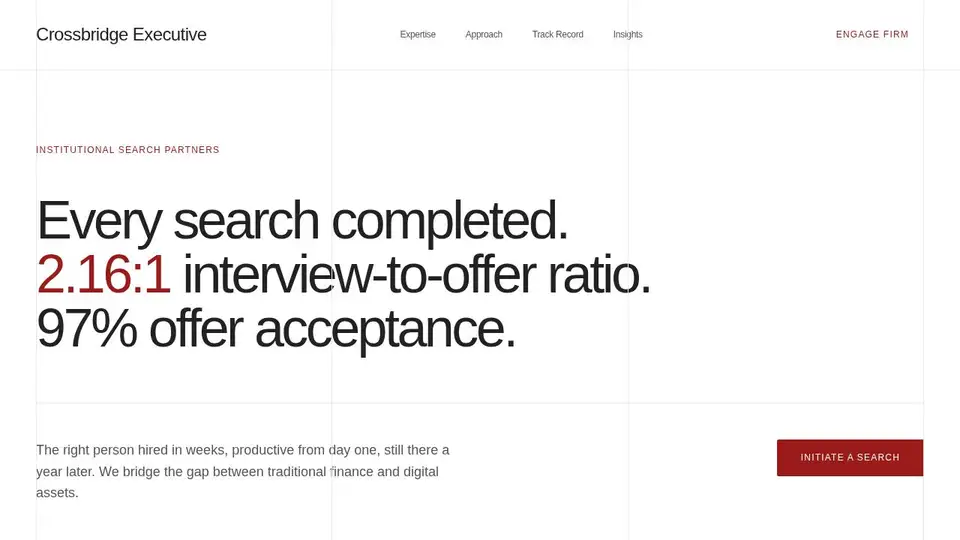 Crossbridge Executive
Expertise
Approach
Track Record
Insights
ENGAGE FIRM
INSTITUTIONAL SEARCH PARTNERS
Every search completed.
2.16:1 interview-to-offer ratio.
97% offer acceptance.
The right person hired in weeks, productive from day one, still there a
year later. We bridge the gap between traditional finance and digital
assets.
INITIATE A SEARCH